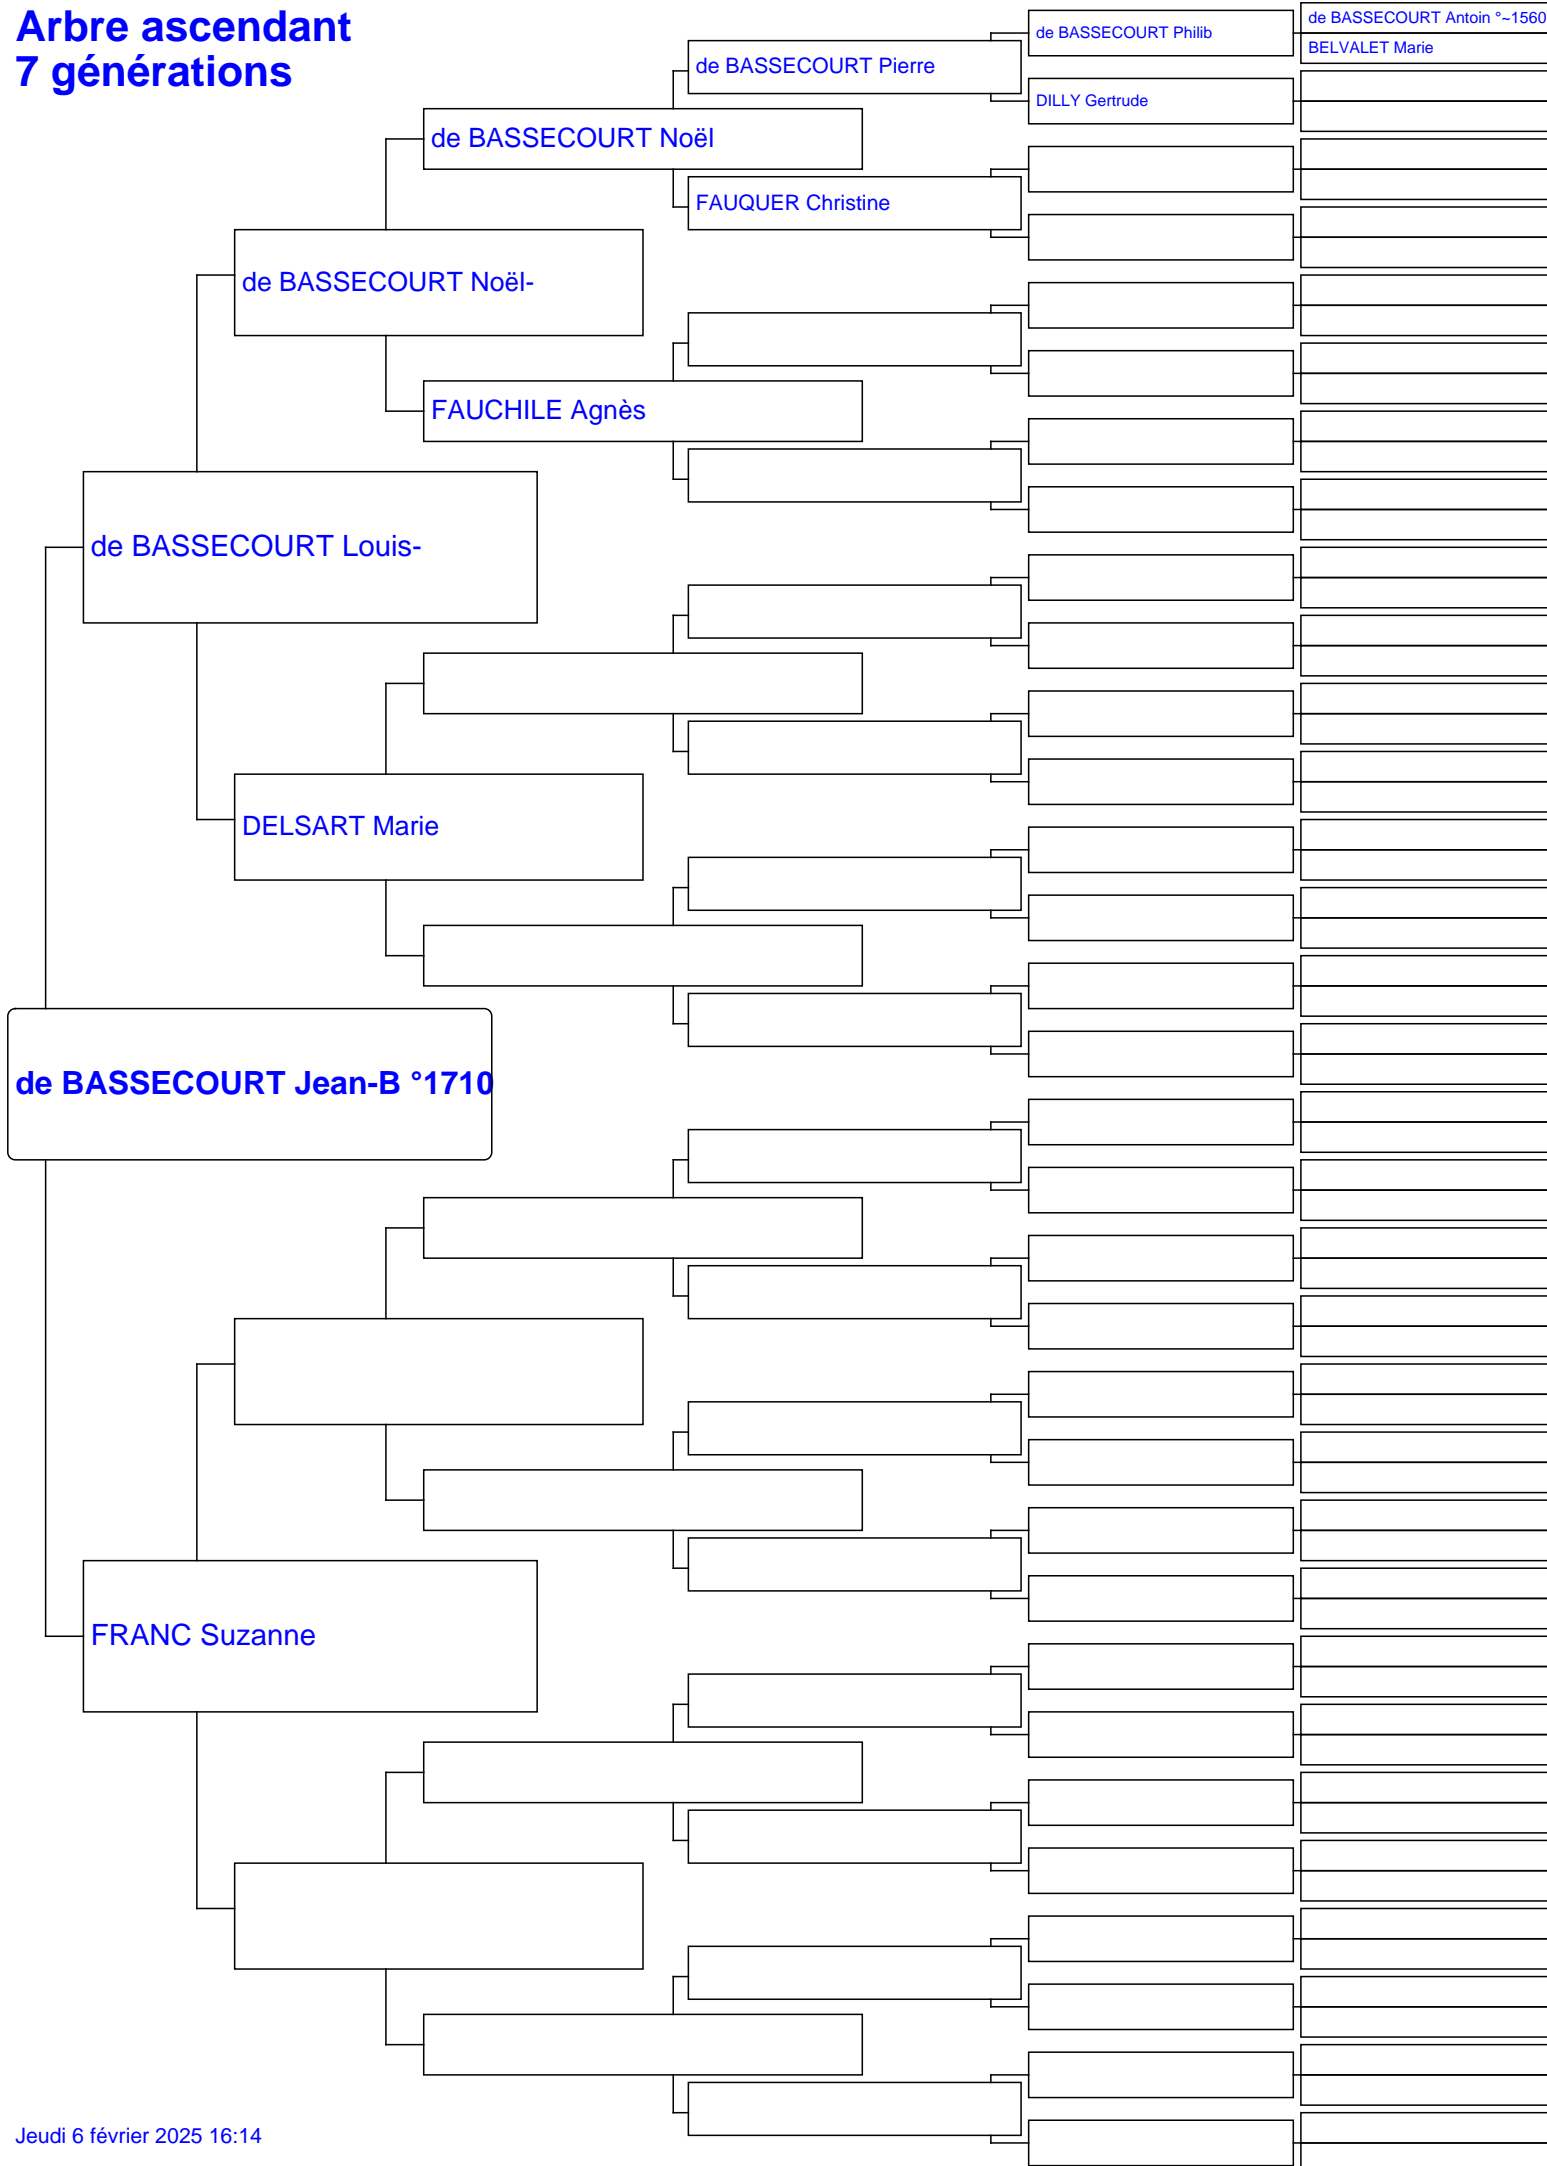 Arbre ascendant
7 générations
de BASSECOURT Philib
de BASSECOURT Antoin °~1560
BELVALET Marie
de BASSECOURT Pierre
DILLY Gertrude
de BASSECOURT Noël
FAUQUER Christine
de BASSECOURT Noël-
FAUCHILE Agnès
de BASSECOURT Louis-
DELSART Marie
de BASSECOURT Jean-B °1710
FRANC Suzanne
Jeudi 6 février 2025 16:14